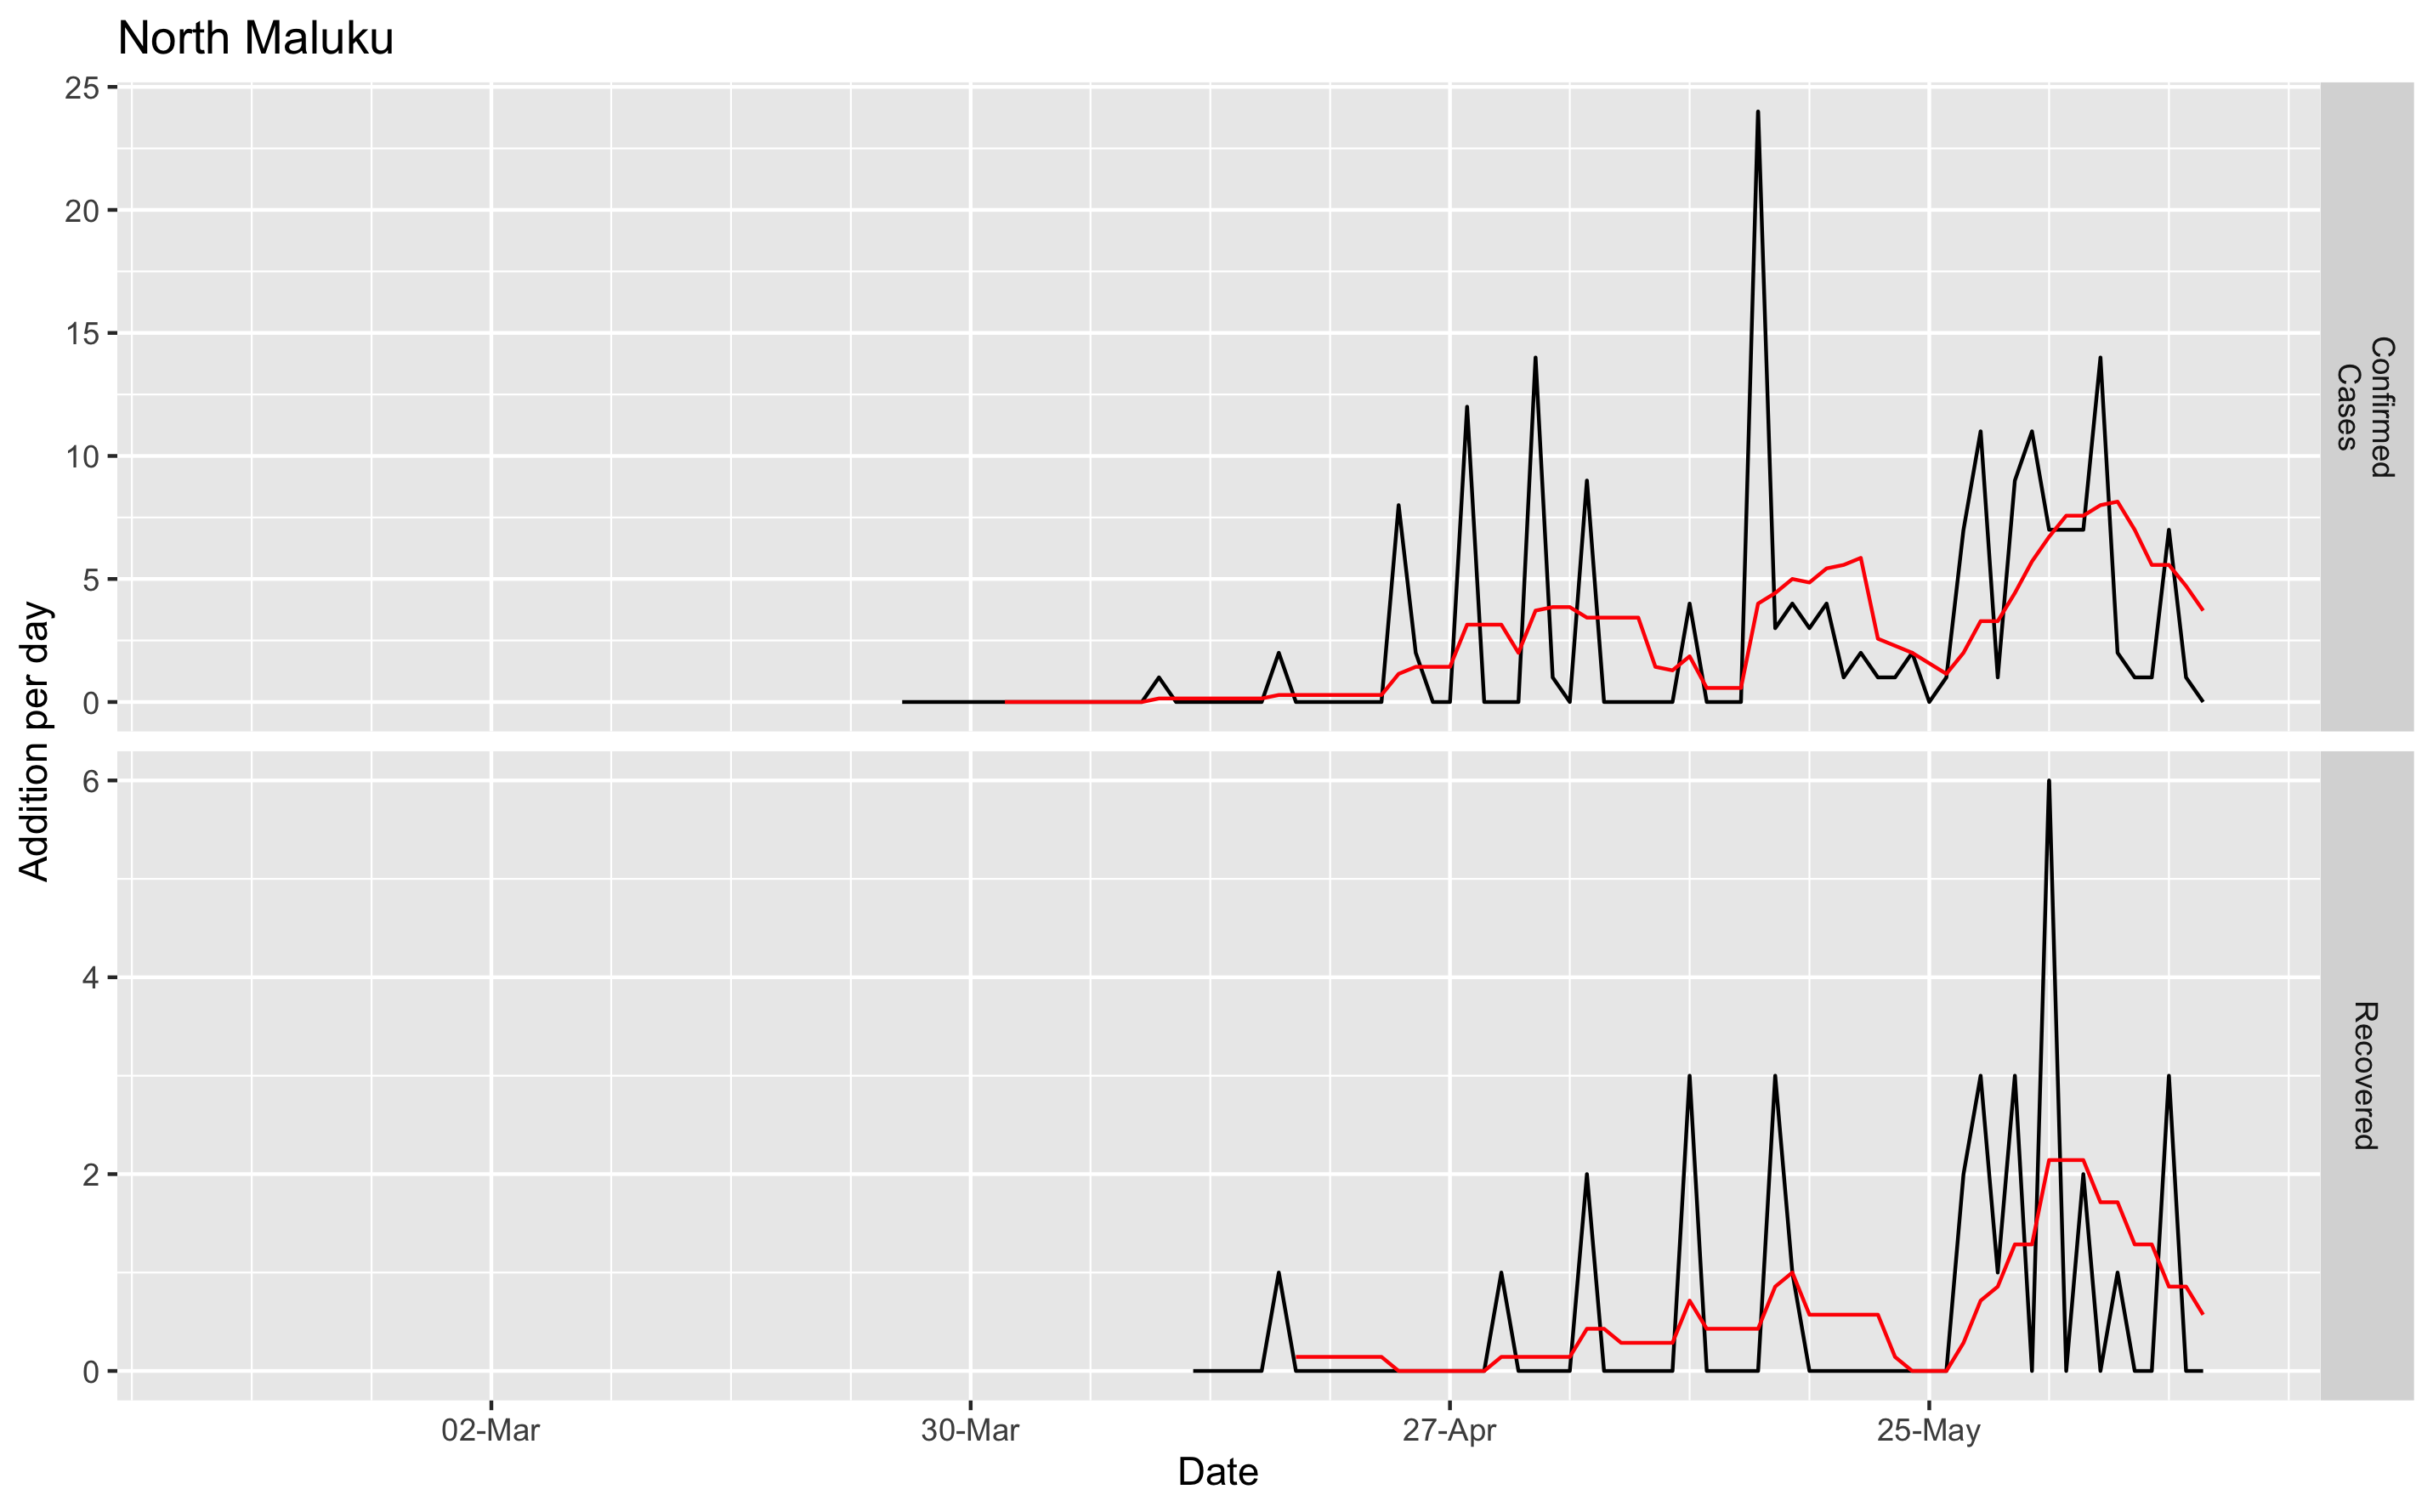 North Maluku
Addition per day
25
20
15
10
5
0
Confirmed
Cases
6
4
2
0
Recovered
02-Mar
30-Mar
27-Apr
25-May
Date